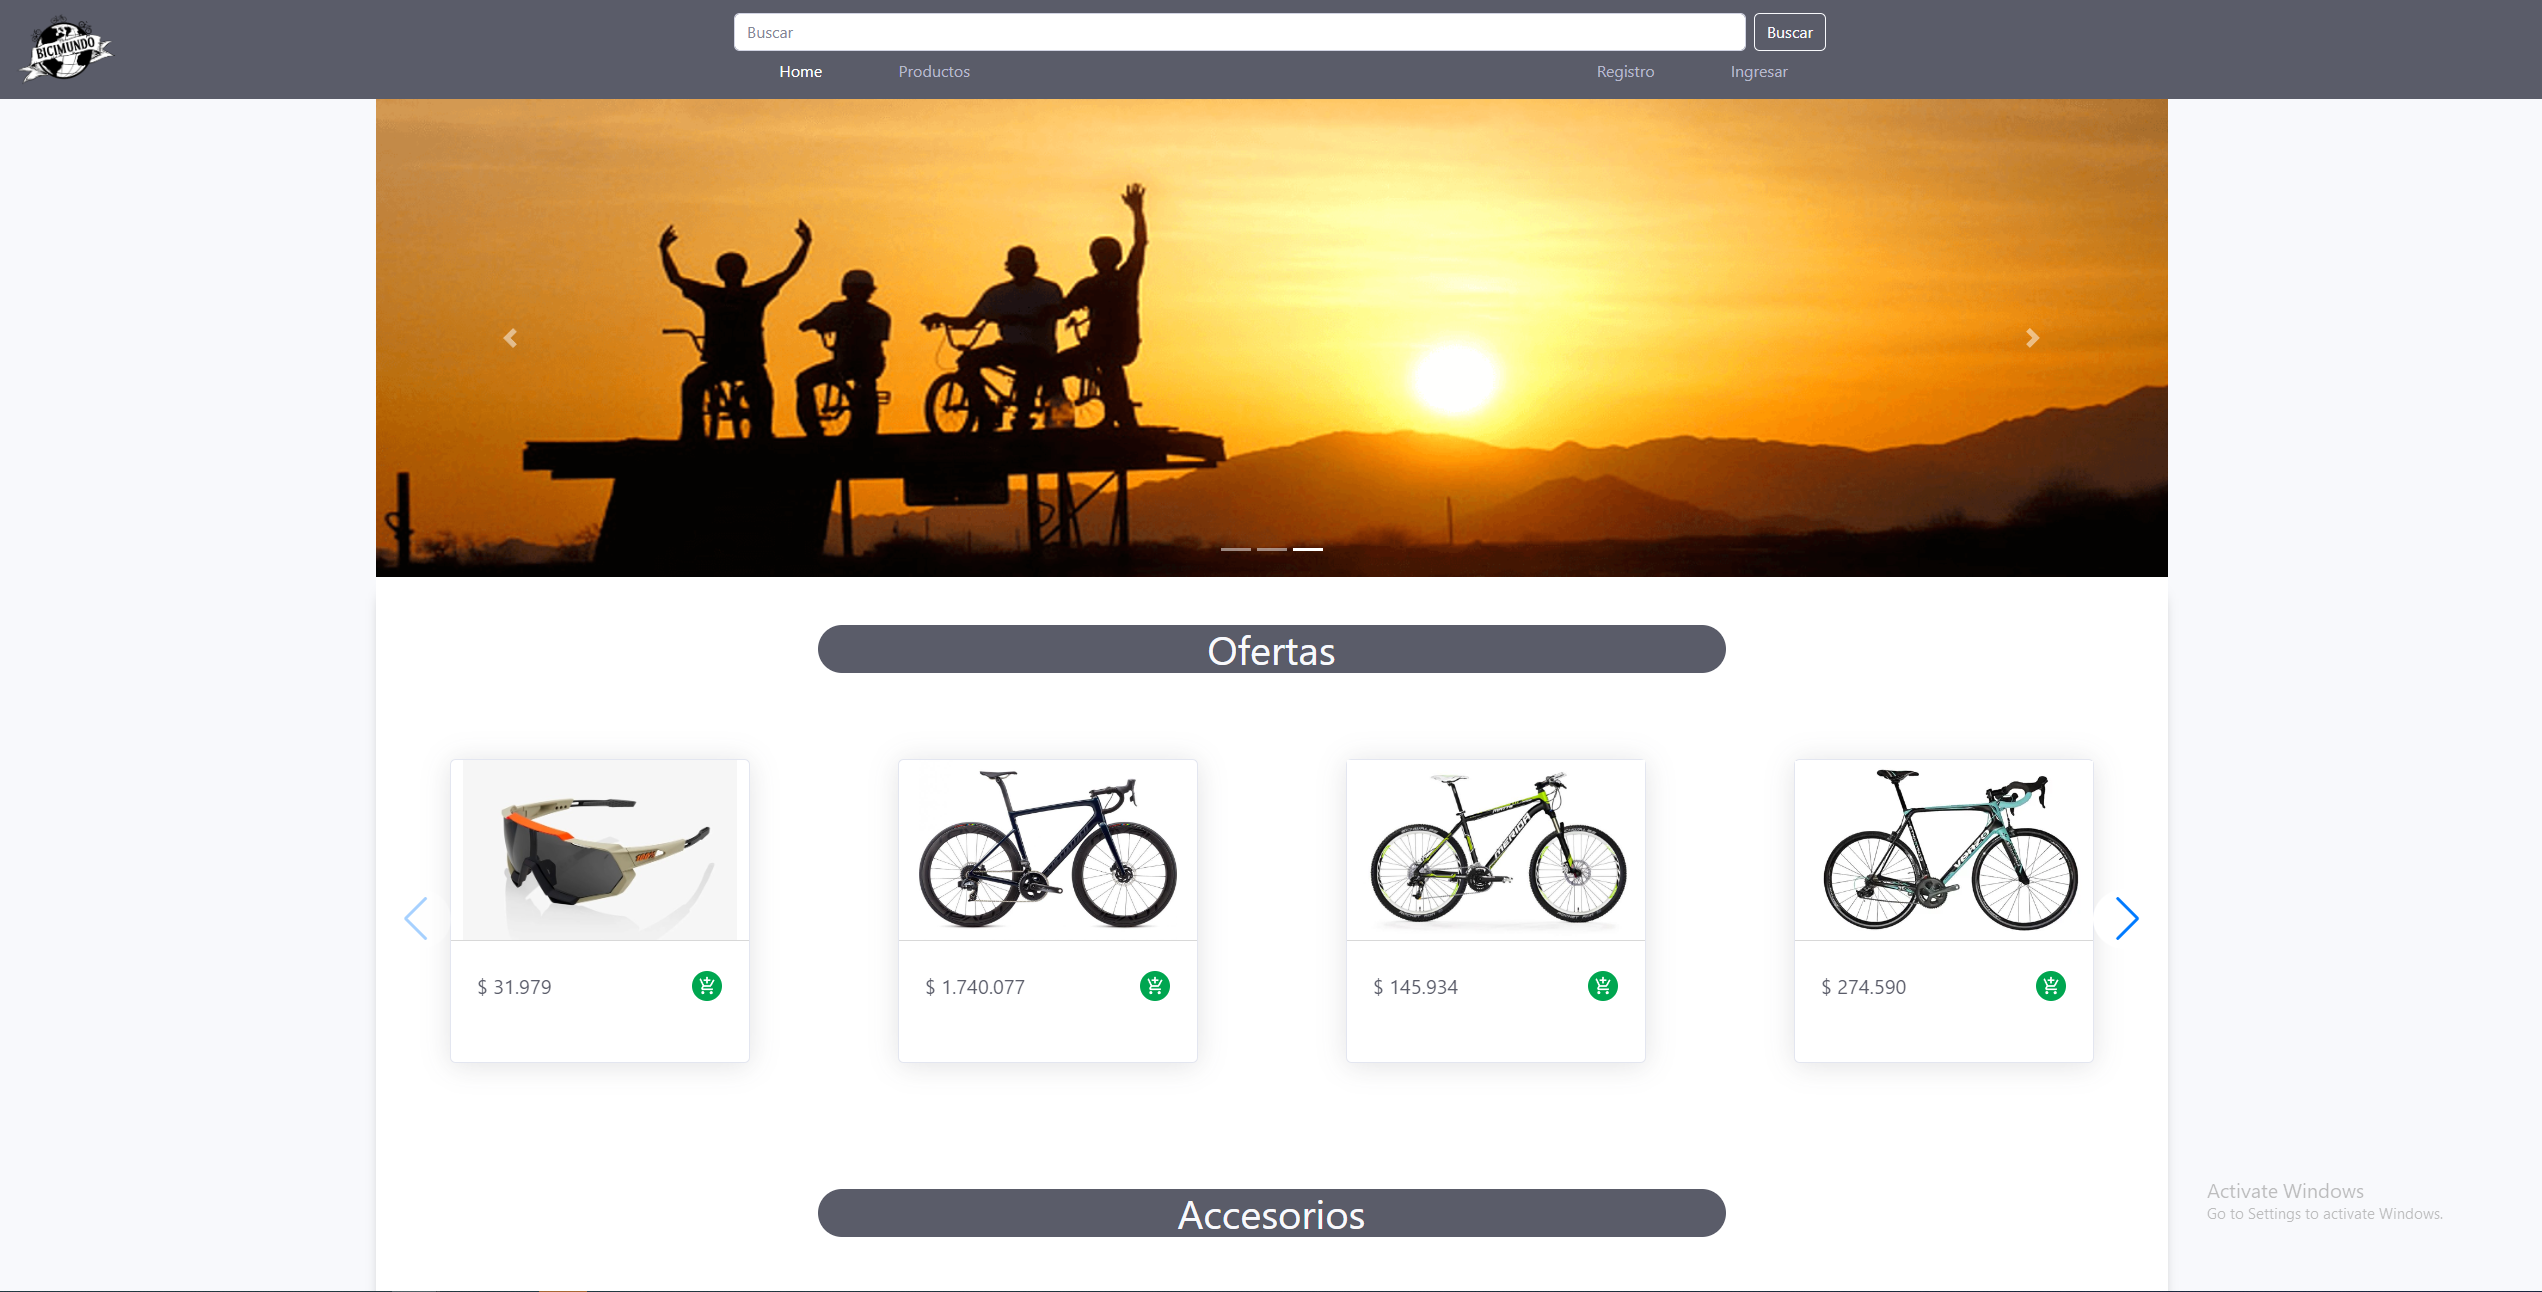 BICIMUNDO
Buscar
Buscar
Home
Productos
Registro
Ingresar
Ofertas
MERIDA
$ 31.979
$ 1.740.077
$ 145.934
$ 274.590
Accesorios
Activate Windows
Go to Settings to activate Windows.